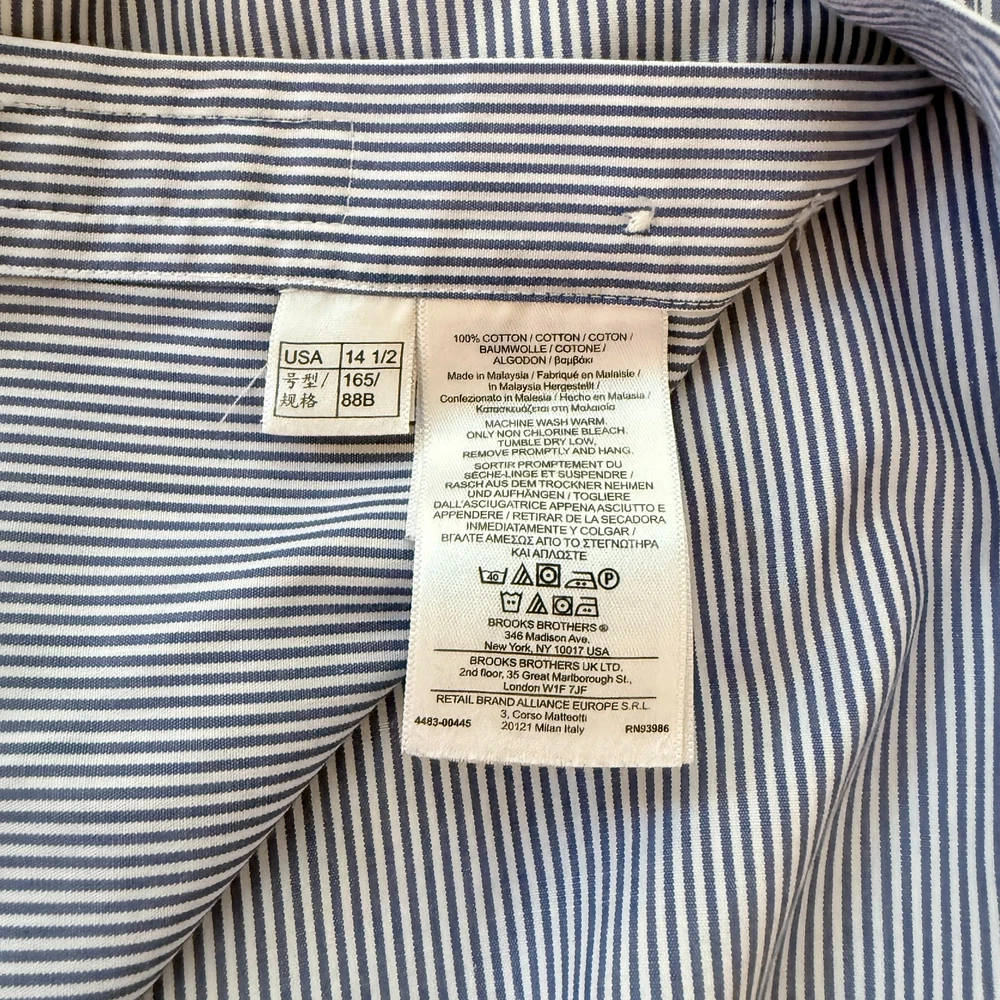 USA 14 1/2
号型/ 165/
规格 88B
100% COTTON / COTTON / COTON /
BAUMWOLLE / COTONE /
ALGODON / βαμβάκι
Made in Malaysia / Fabriqué en Malaisie /
in Malaysia Hergestellt /
Confezionato in Malesia / Hecho en Malasia /
Κατασκευάζεται στη Μαλαισία
MACHINE WASH WARM.
ONLY NON CHLORINE BLEACH.
TUMBLE DRY LOW,
REMOVE PROMPTLY AND HANG.
SORTIR PROMPTEMENT DU
SÈCHE-LINGE ET SUSPENDRE /
RASCH AUS DEM TROCKNER NEHMEN
UND AUFHÄNGEN / TOGLIERE
DALL'ASCIUGATRICE APPENA ASCIUTTO E
APPENDERE / RETIRAR DE LA SECADORA
INMEDIATAMENTE Y COLGAR /
ΒΓΑΛΤΕ ΑΜΕΣΩΣ ΑΠΟ ΤΟ ΣΤΕΓΝΩΤΗΡΑ
ΚΑΙ ΑΠΛΩΣΤΕ
40 P
BROOKS BROTHERS ®
346 Madison Ave.
New York, NY 10017 USA
BROOKS BROTHERS UK LTD.
2nd floor, 35 Great Marlborough St.,
London W1F 7JF
RETAIL BRAND ALLIANCE EUROPE S.R.L.
3, Corso Matteotti
4483-00445 20121 Milan Italy RN93986